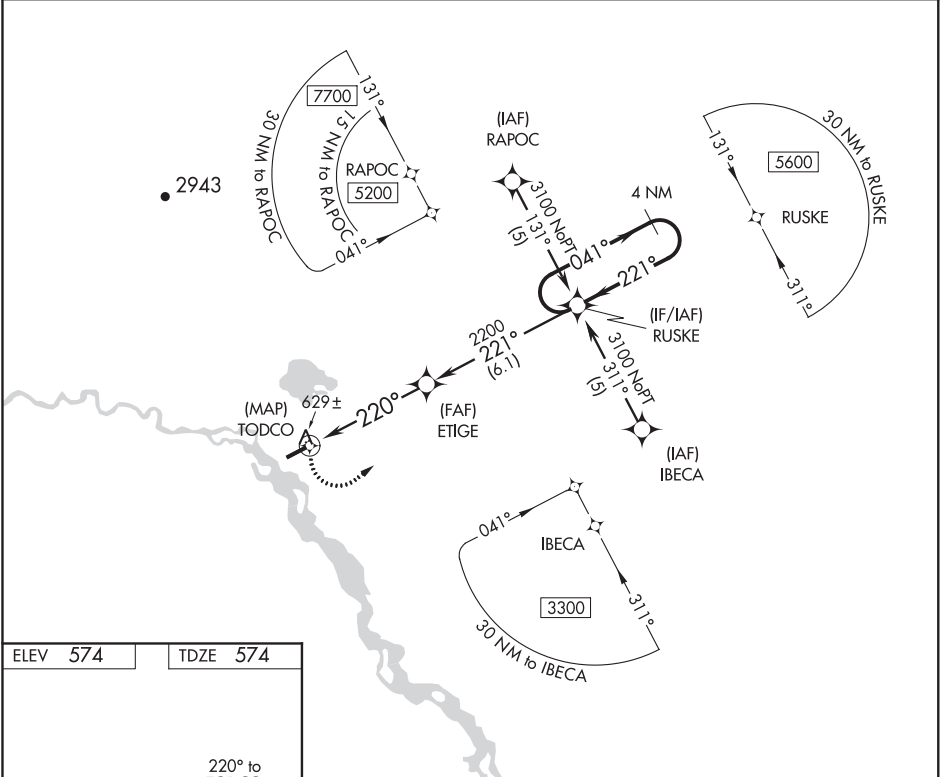 7700
131°
30 NM to RAPOC
15 NM to RAPOC
RAPOC
5200
041°
2943
(IAF)
RAPOC
3100 NoPT
131°
(5)
4 NM
041°
221°
(IF/IAF)
RUSKE
131°
30 NM to RUSKE
5600
RUSKE
311°
2200
221°
(6.1)
3100 NoPT
311°
(5)
(IAF)
IBECA
(FAF)
ETIGE
220°
629±
(MAP)
TODCO
041°
IBECA
311°
3300
30 NM to IBECA
ELEV 574
TDZE 574
220° to